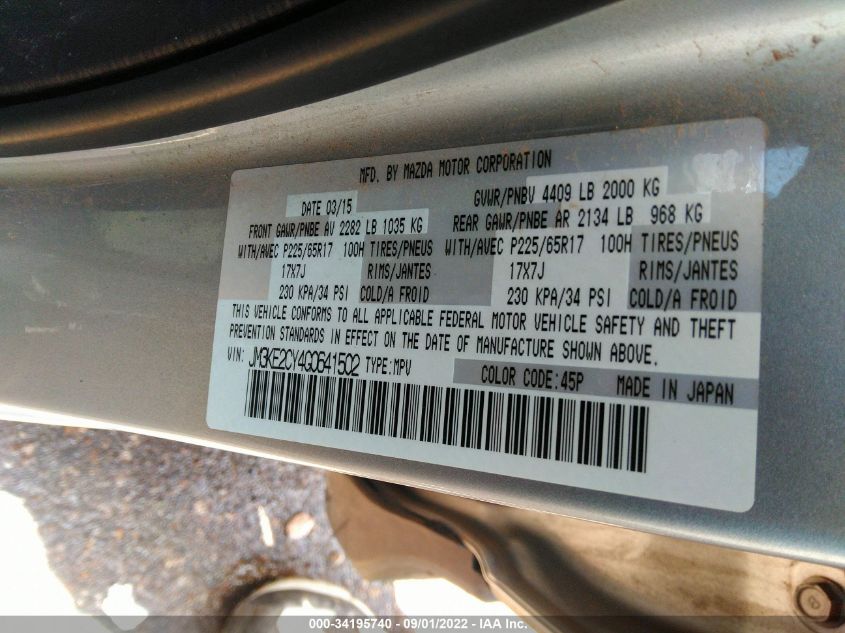 MFD. BY MAZDA MOTOR CORPORATION
DATE 03/15 GVWR/PNBV 4409 LB 2000 KG
FRONT GAWR/PNBE AV 2282 LB 1035 KG REAR GAWR/PNBE AR 2134 LB 968 KG
WITH/AVEC P225/65R17 100H TIRES/PNEUS WITH/AVEC P225/65R17 100H TIRES/PNEUS
17X7J RIMS/JANTES 17X7J RIMS/JANTES
230 KPA/34 PSI COLD/A FROID 230 KPA/34 PSI COLD/A FROID
THIS VEHICLE CONFORMS TO ALL APPLICABLE FEDERAL MOTOR VEHICLE SAFETY AND THEFT
PREVENTION STANDARDS IN EFFECT ON THE DATE OF MANUFACTURE SHOWN ABOVE.
VIN: JM3KE2CY4G0641502 TYPE:MPV COLOR CODE:45P MADE IN JAPAN
000-34195740 - 09/01/2022 - IAA Inc.